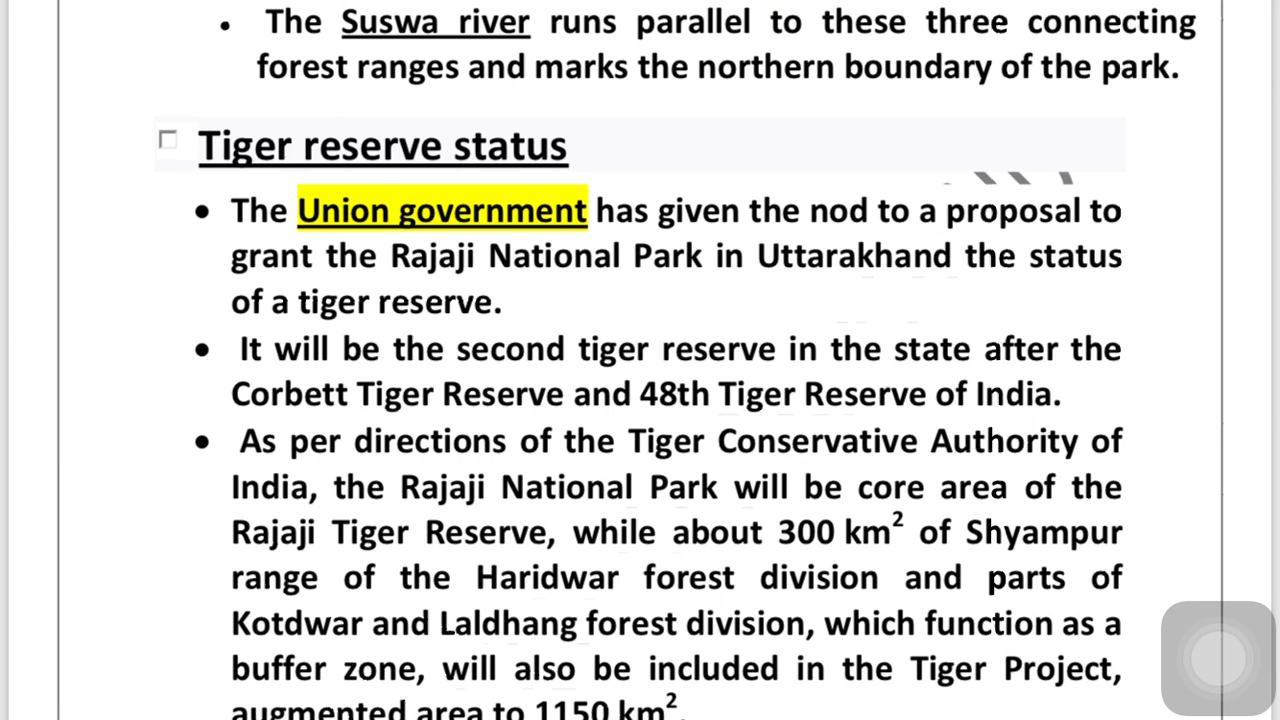 • The Suswa river runs parallel to these three connecting
forest ranges and marks the northern boundary of the park.
Tiger reserve status
• The Union government has given the nod to a proposal to
grant the Rajaji National Park in Uttarakhand the status
of a tiger reserve.
• It will be the second tiger reserve in the state after the
Corbett Tiger Reserve and 48th Tiger Reserve of India.
• As per directions of the Tiger Conservative Authority of
India, the Rajaji National Park will be core area of the
Rajaji Tiger Reserve, while about 300 km² of Shyampur
range of the Haridwar forest division and parts of
Kotdwar and Laldhang forest division, which function as a
buffer zone, will also be included in the Tiger Project,
augmented area to 1150 km².